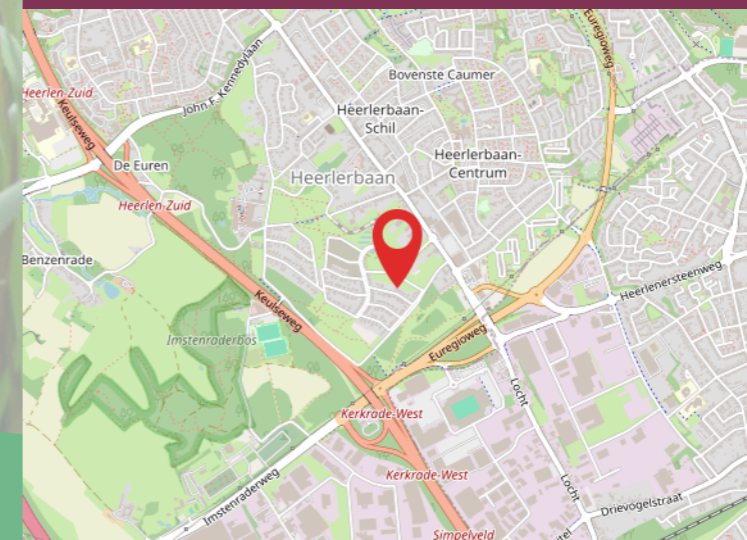 Euregioweg
Bovenste Caumer
John F. Kennedylaan
Heerlen-Zuid
Keulseweg
Heerlerbaan-
Schil
De Euren
Heerlerbaan-
Centrum
Heerlerbaan
Heerlen-Zuid
Benzenrade
Heerlenersteenweg
Keulseweg
Imstenraderbos
Euregioweg
Locht
Kerkrade-West
Kerkrade-West
Imstenraderweg
Locht
Drievogelstraat
Simpelveld